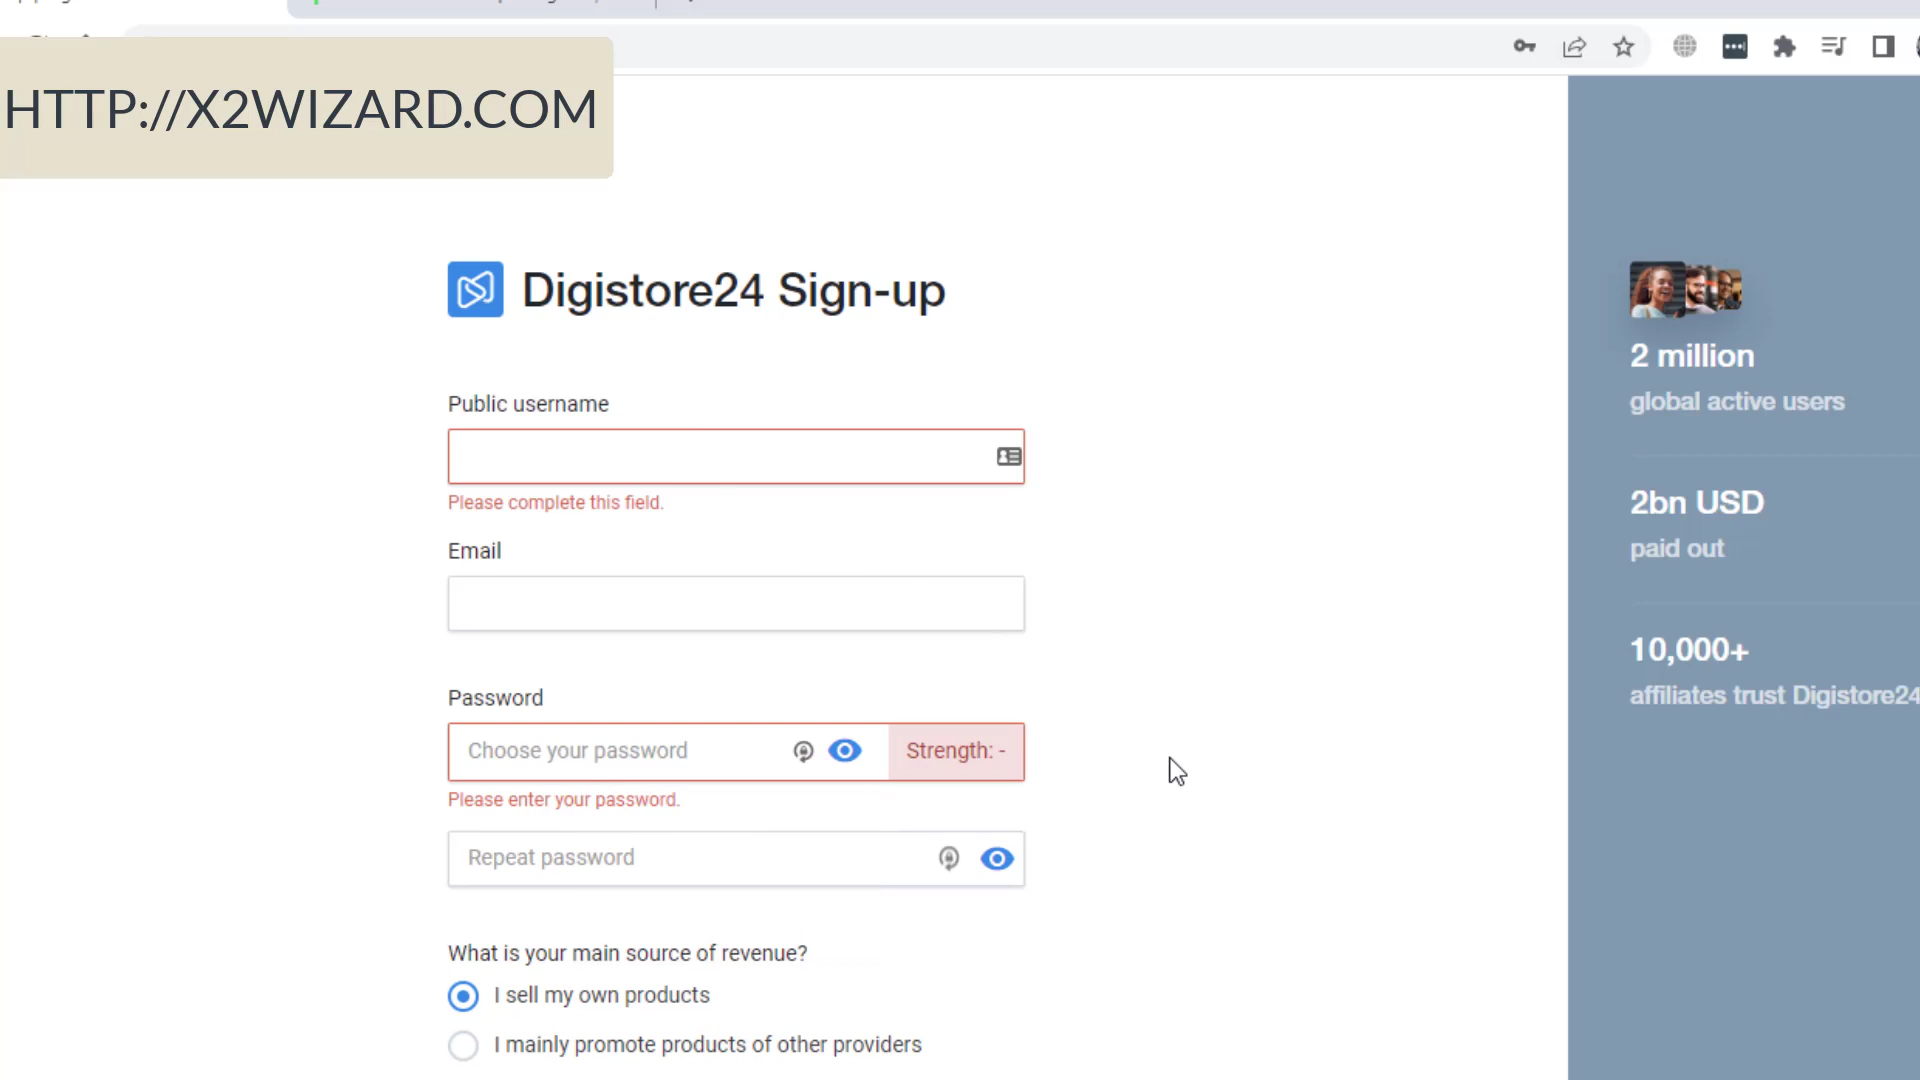 HTTP://X2WIZARD.COM
Digistore24 Sign-up
Public username
Please complete this field.
Email
Password
Choose your password
Strength: -
Please enter your password.
Repeat password
What is your main source of revenue?
I sell my own products
I mainly promote products of other providers
2 million
global active users
2bn USD
paid out
10,000+
affiliates trust Digistore24